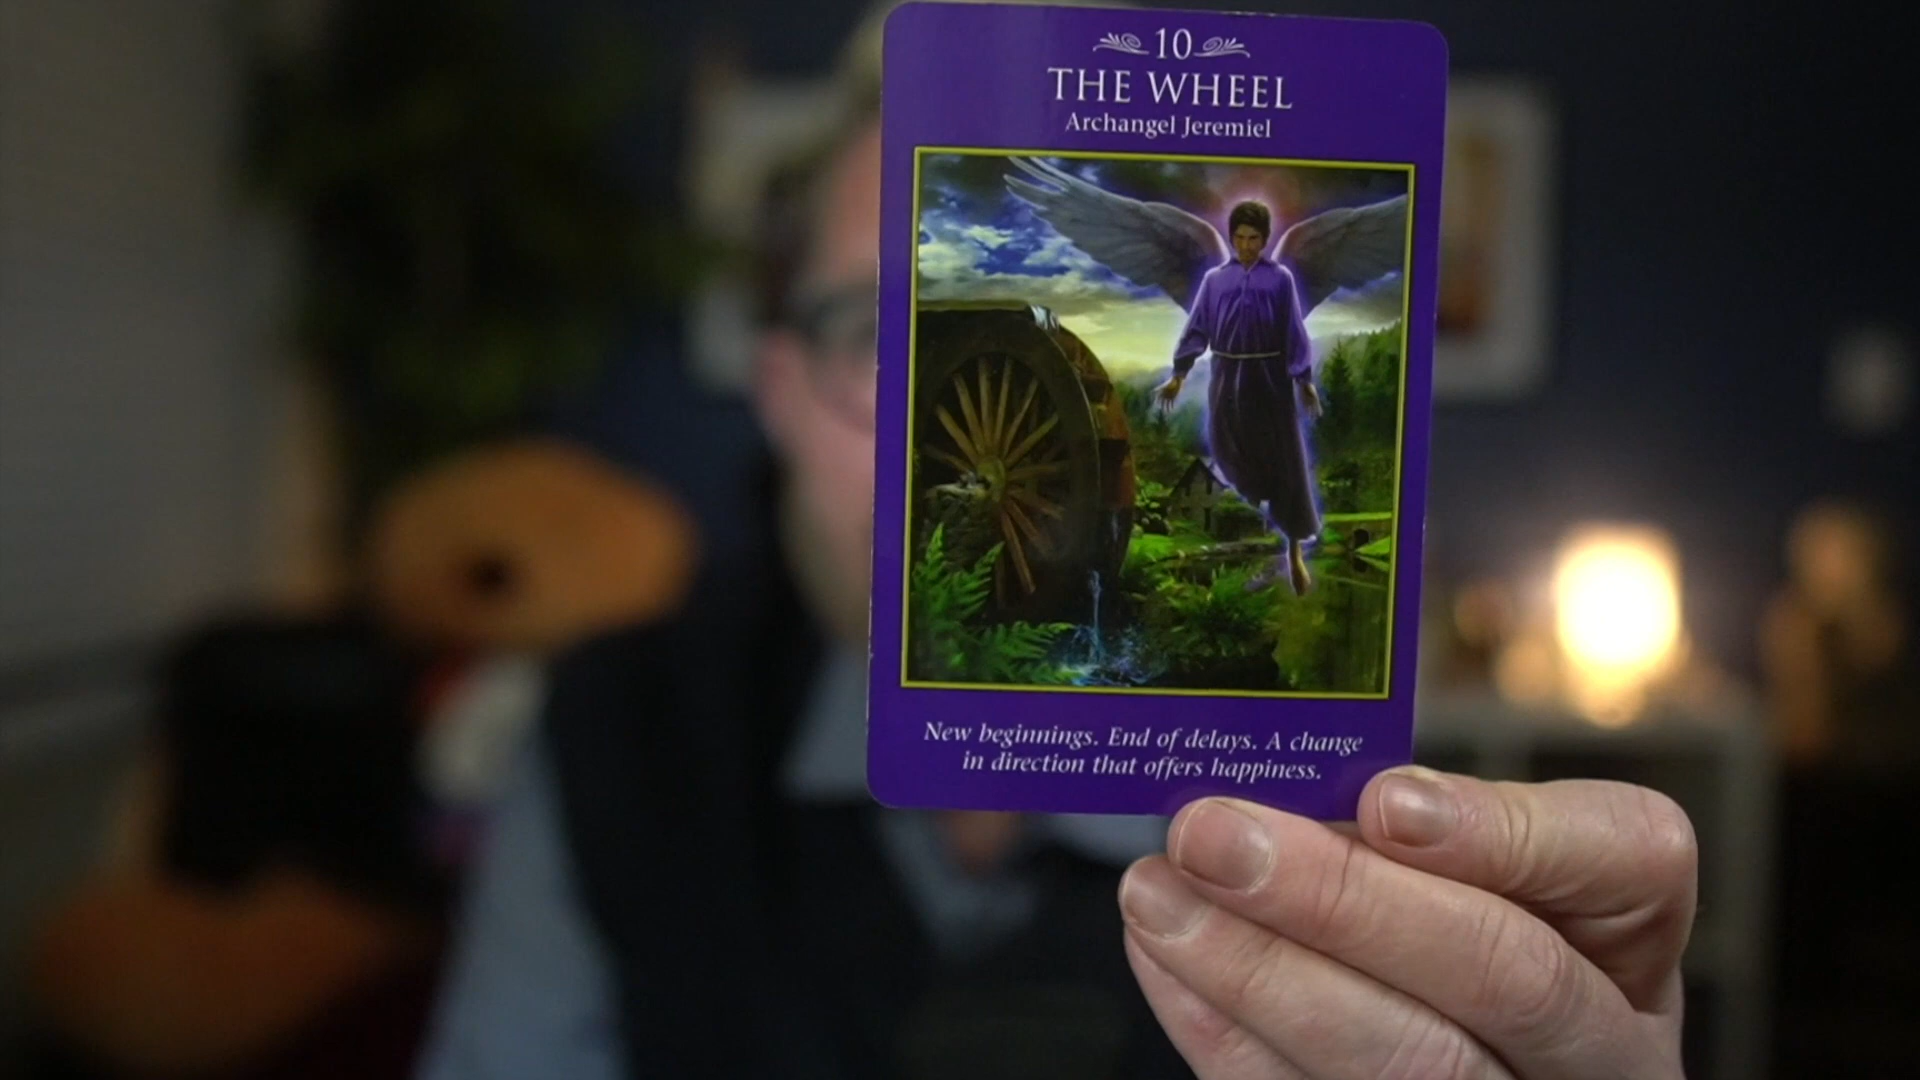 10
THE WHEEL
Archangel Jeremiel
New beginnings. End of delays. A change
in direction that offers happiness.